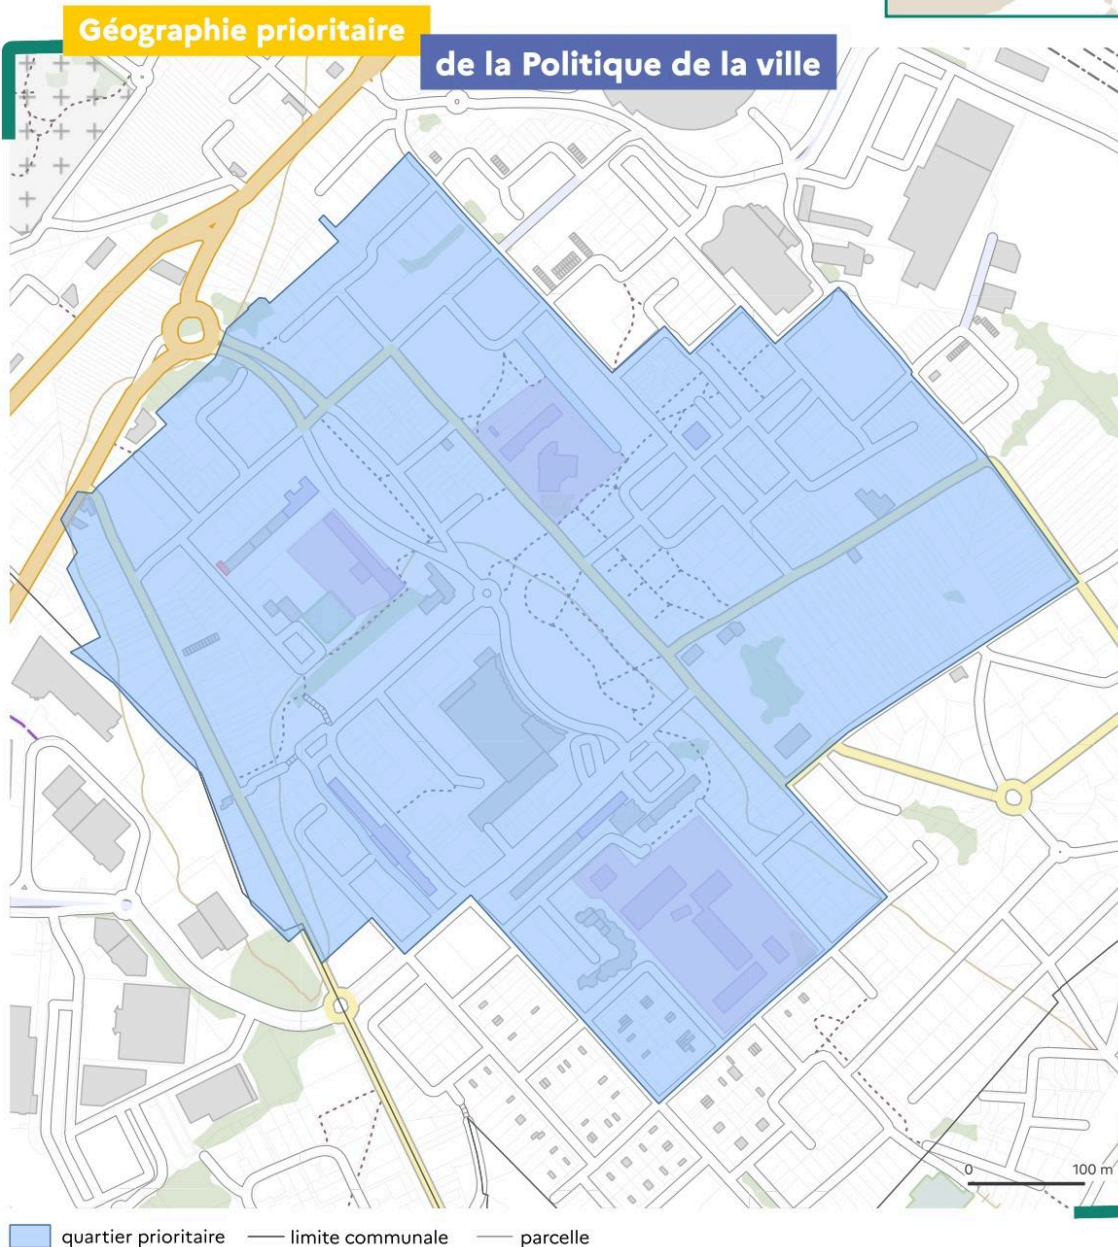 Géographie prioritaire
de la Politique de la ville
0 100 m
quartier prioritaire limite communale parcelle